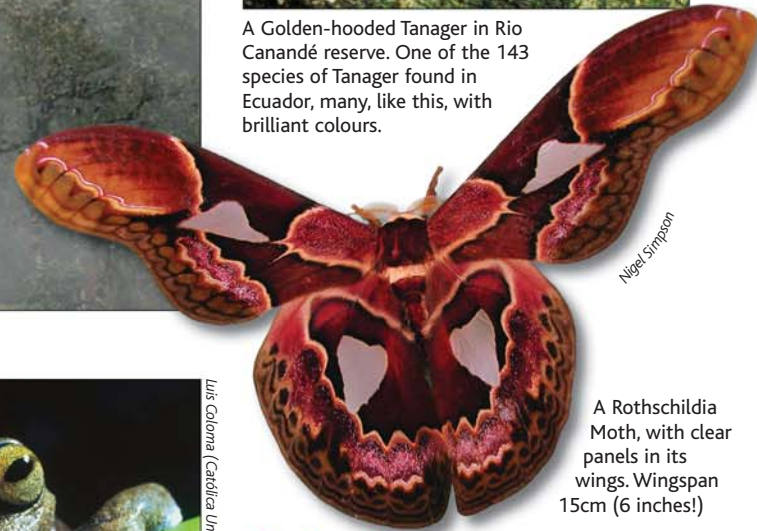 A Golden-hooded Tanager in Rio
Canandé reserve. One of the 143
species of Tanager found in
Ecuador, many, like this, with
brilliant colours.
Nigel Simpson
Luis Coloma (Católica Un
A Rothschildia
Moth, with clear
panels in its
wings. Wingspan
15cm (6 inches!)